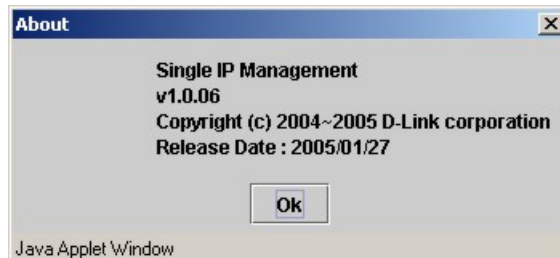 About
Single IP Management
v1.0.06
Copyright (c) 2004~2005 D-Link corporation
Release Date : 2005/01/27
Ok
Java Applet Window